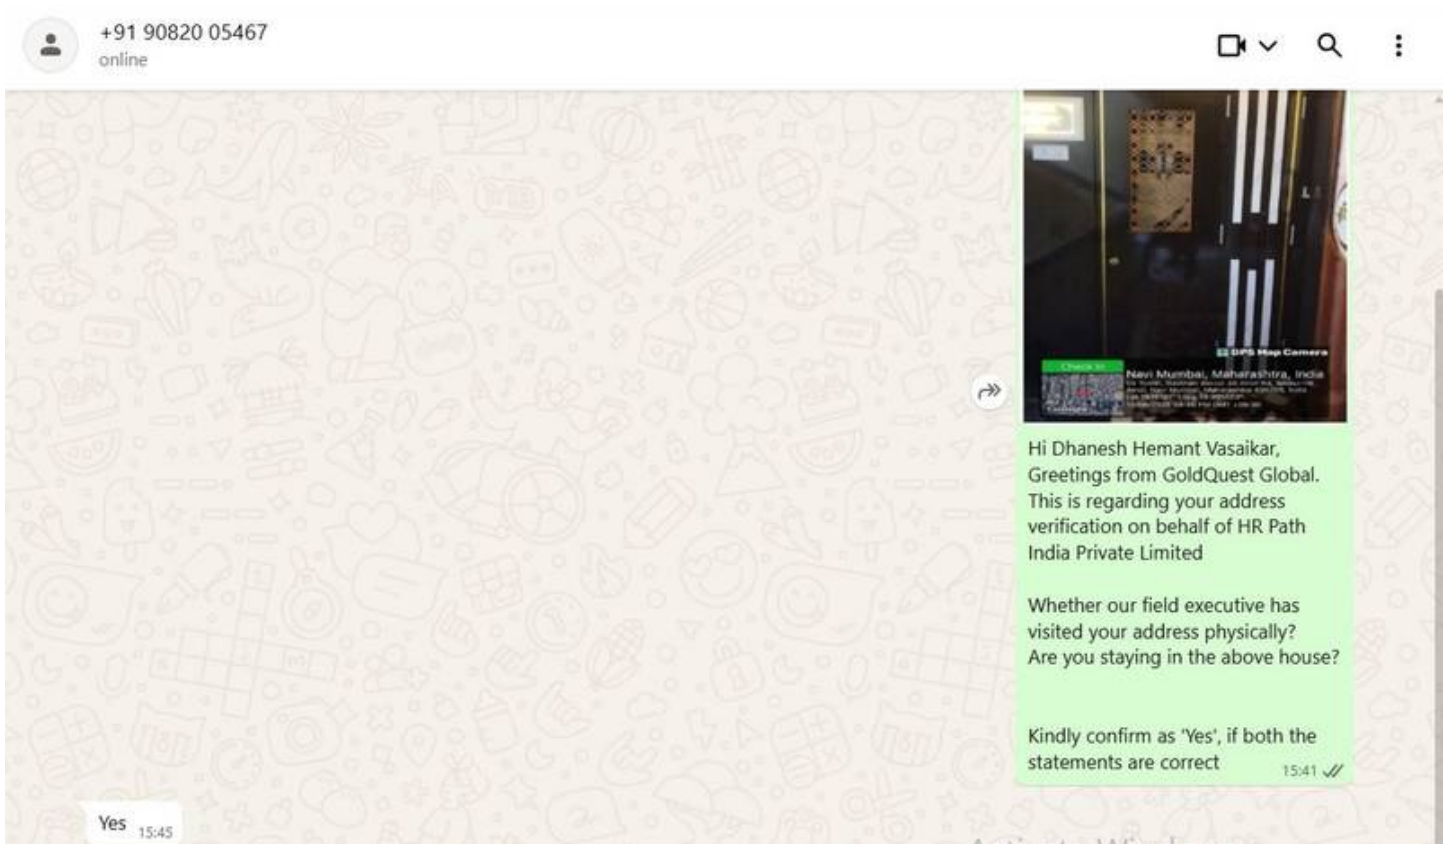 +91 90820 05467
online
GPS Map Camera
Check In
Navi Mumbai, Maharashtra, India
Hi Dhanesh Hemant Vasaikar,
Greetings from GoldQuest Global.
This is regarding your address
verification on behalf of HR Path
India Private Limited
Whether our field executive has
visited your address physically?
Are you staying in the above house?
Kindly confirm as 'Yes', if both the
statements are correct
15:41
Yes 15:45